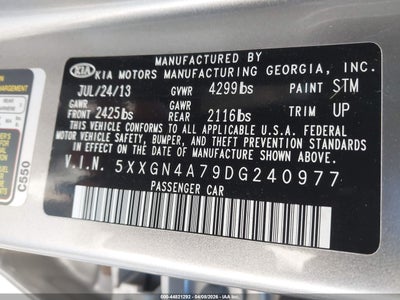 MANUFACTURED BY
KIA KIA MOTORS MANUFACTURING GEORGIA, INC.
JUL/24/13 GVWR 4299lbs PAINT STM
GAWR FRONT 2425lbs GAWR REAR 2116lbs TRIM UP
THIS VEHICLE CONFORMS TO ALL APPLICABLE U.S.A. FEDERAL
MOTOR VEHICLE SAFETY, BUMPER, AND THEFT PREVENTION STANDARDS
IN EFFECT ON THE DATE OF MANUFACTURE SHOWN ABOVE.
V.I.N. 5XXGN4A79DG240977
PASSENGER CAR
C550